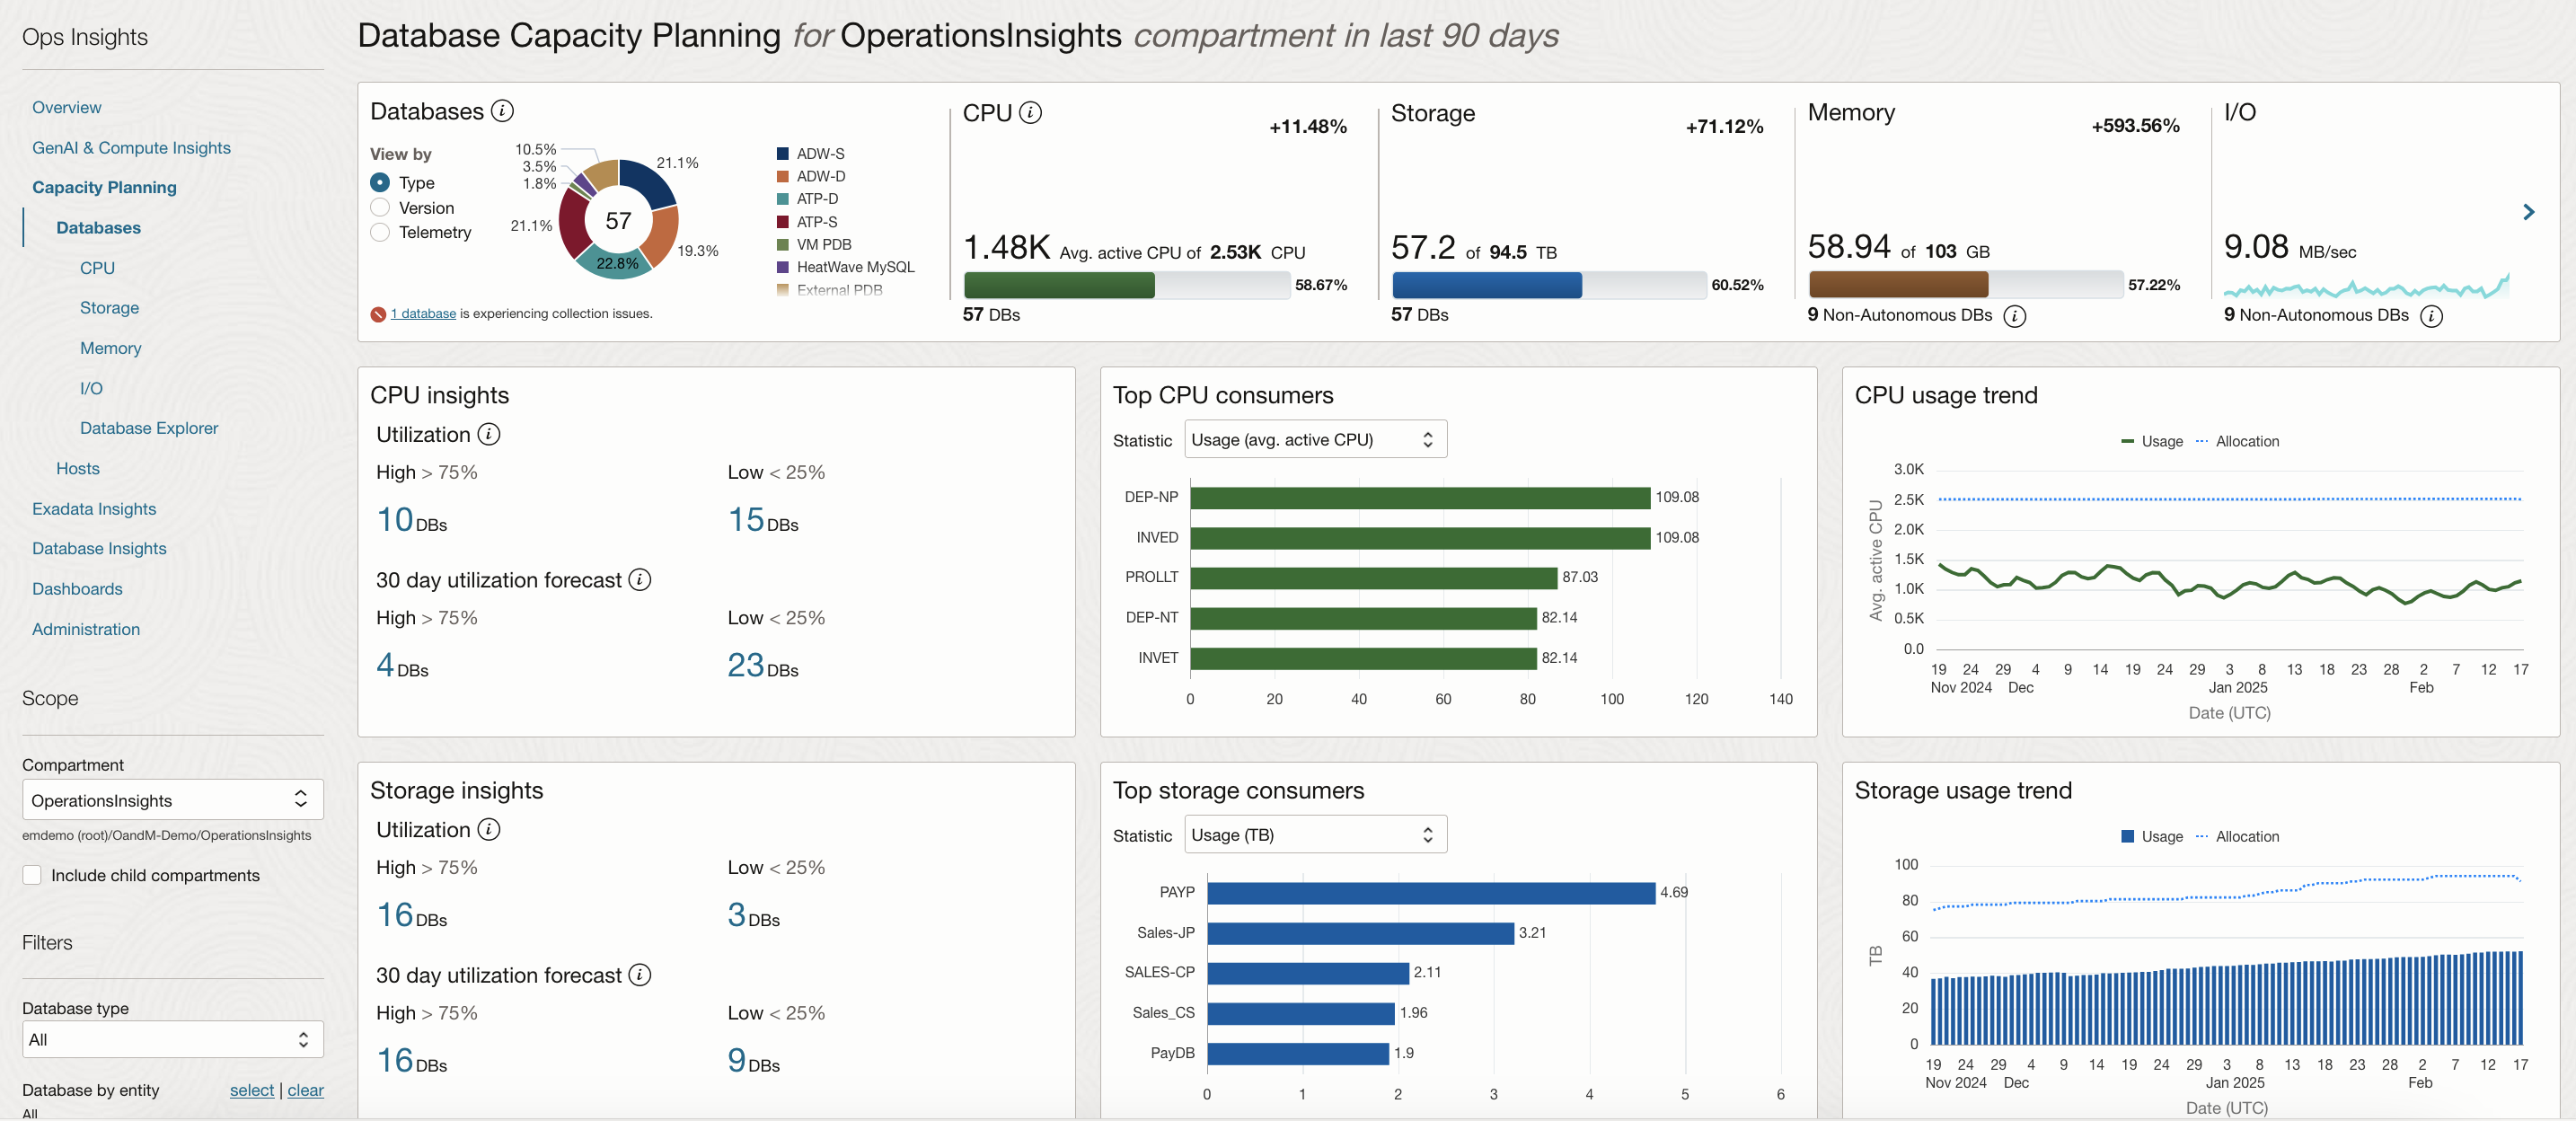 Ops Insights
Overview
GenAI & Compute Insights
Capacity Planning
Databases
CPU
Storage
Memory
I/O
Database Explorer
Hosts
Exadata Insights
Database Insights
Dashboards
Administration
Scope
Compartment
OperationsInsights
emdemo (root)/OandM-Demo/OperationsInsights
Include child compartments
Filters
Database type
All
Database by entity select | clear
All
Database Capacity Planning for OperationsInsights compartment in last 90 days
Databases
View by
Type
Version
Telemetry
10.5%
3.5%
1.8%
21.1%
21.1%
19.3%
22.8%
57
ADW-S
ADW-D
ATP-D
ATP-S
VM PDB
HeatWave MySQL
External PDB
1 database is experiencing collection issues.
CPU
+11.48%
1.48K Avg. active CPU of 2.53K CPU
58.67%
57 DBs
Storage
+71.12%
57.2 of 94.5 TB
60.52%
57 DBs
Memory
+593.56%
58.94 of 103 GB
57.22%
9 Non-Autonomous DBs
I/O
9.08 MB/sec
9 Non-Autonomous DBs
CPU insights
Utilization
High > 75% Low < 25%
10 DBs 15 DBs
30 day utilization forecast
High > 75% Low < 25%
4 DBs 23 DBs
Top CPU consumers
Statistic Usage (avg. active CPU)
DEP-NP 109.08
INVED 109.08
PROLLT 87.03
DEP-NT 82.14
INVET 82.14
0 20 40 60 80 100 120 140
CPU usage trend
Usage Allocation
Avg. active CPU
3.0K
2.5K
2.0K
1.5K
1.0K
0.5K
0.0
19 24 29 4 9 14 19 24 29 3 8 13 18 23 28 2 7 12 17
Nov 2024 Dec Jan 2025 Feb
Date (UTC)
Storage insights
Utilization
High > 75% Low < 25%
16 DBs 3 DBs
30 day utilization forecast
High > 75% Low < 25%
16 DBs 9 DBs
Top storage consumers
Statistic Usage (TB)
PAYP 4.69
Sales-JP 3.21
SALES-CP 2.11
Sales_CS 1.96
PayDB 1.9
0 1 2 3 4 5 6
Storage usage trend
Usage Allocation
TB
100
80
60
40
20
0
19 24 29 4 9 14 19 24 29 3 8 13 18 23 28 2 7 12 17
Nov 2024 Dec Jan 2025 Feb
Date (UTC)